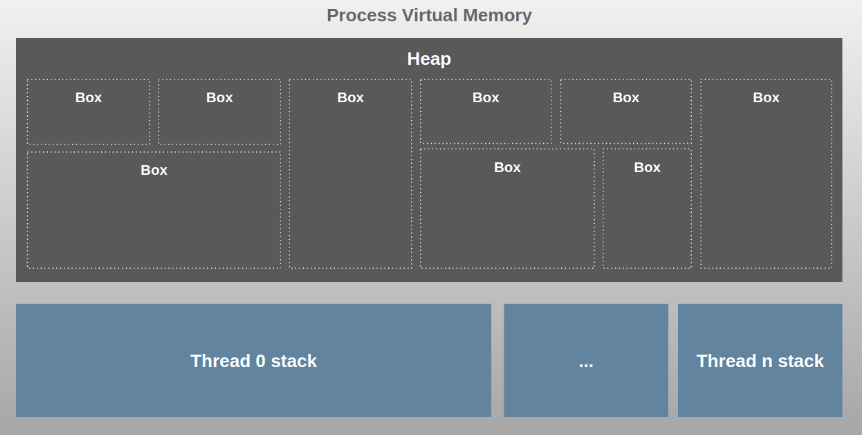 Process Virtual Memory
Heap
Box
Box
Box
Box
Box
Box
Box
Box
Box
Thread 0 stack
...
Thread n stack